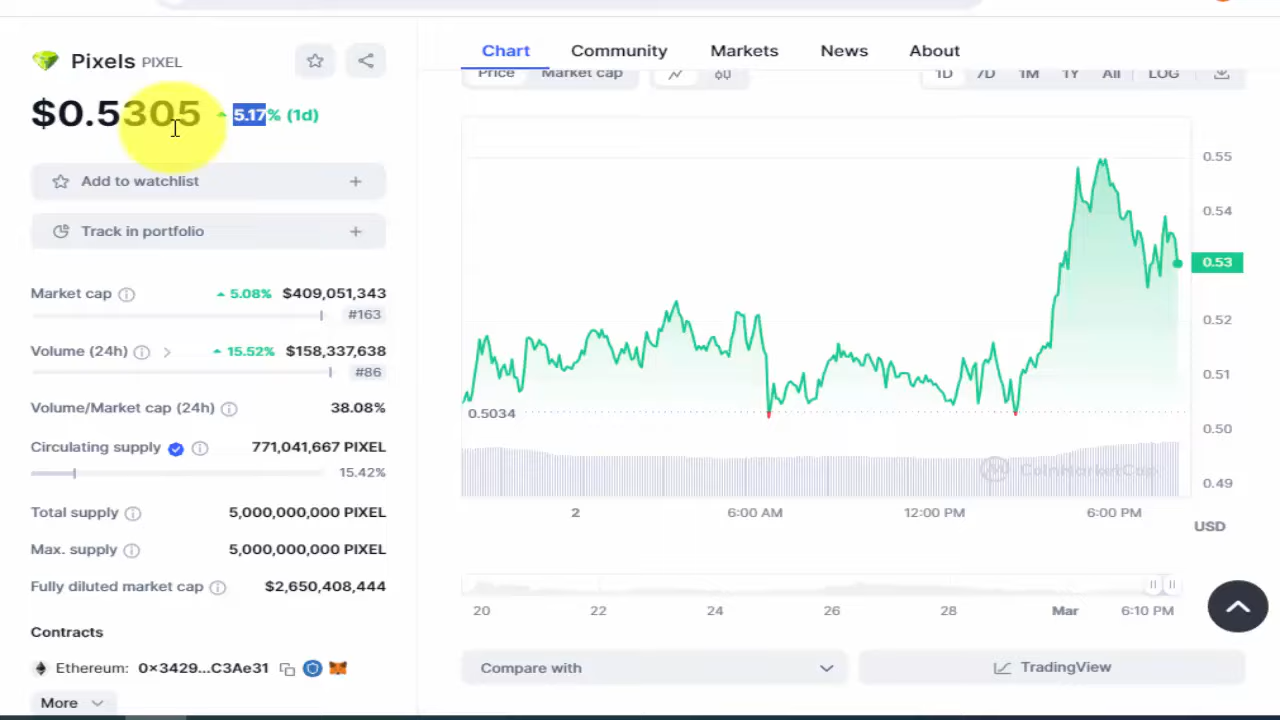 Pixels PIXEL
$0.5305 5.17% (1d)
Add to watchlist +
Track in portfolio +
Market cap 5.08% $409,051,343
#163
Volume (24h) 15.52% $158,337,638
#86
Volume/Market cap (24h) 38.08%
Circulating supply 771,041,667 PIXEL
15.42%
Total supply 5,000,000,000 PIXEL
Max. supply 5,000,000,000 PIXEL
Fully diluted market cap $2,650,408,444
Contracts
Ethereum: 0x3429...C3Ae31
More
Chart Community Markets News About
Price Market cap 1D 7D 1M 1Y All LOG
0.55
0.54
0.53
0.52
0.51
0.50
0.49
0.5034
CoinMarketCap
2 6:00 AM 12:00 PM 6:00 PM
USD
20 22 24 26 28 Mar 6:10 PM
Compare with
TradingView